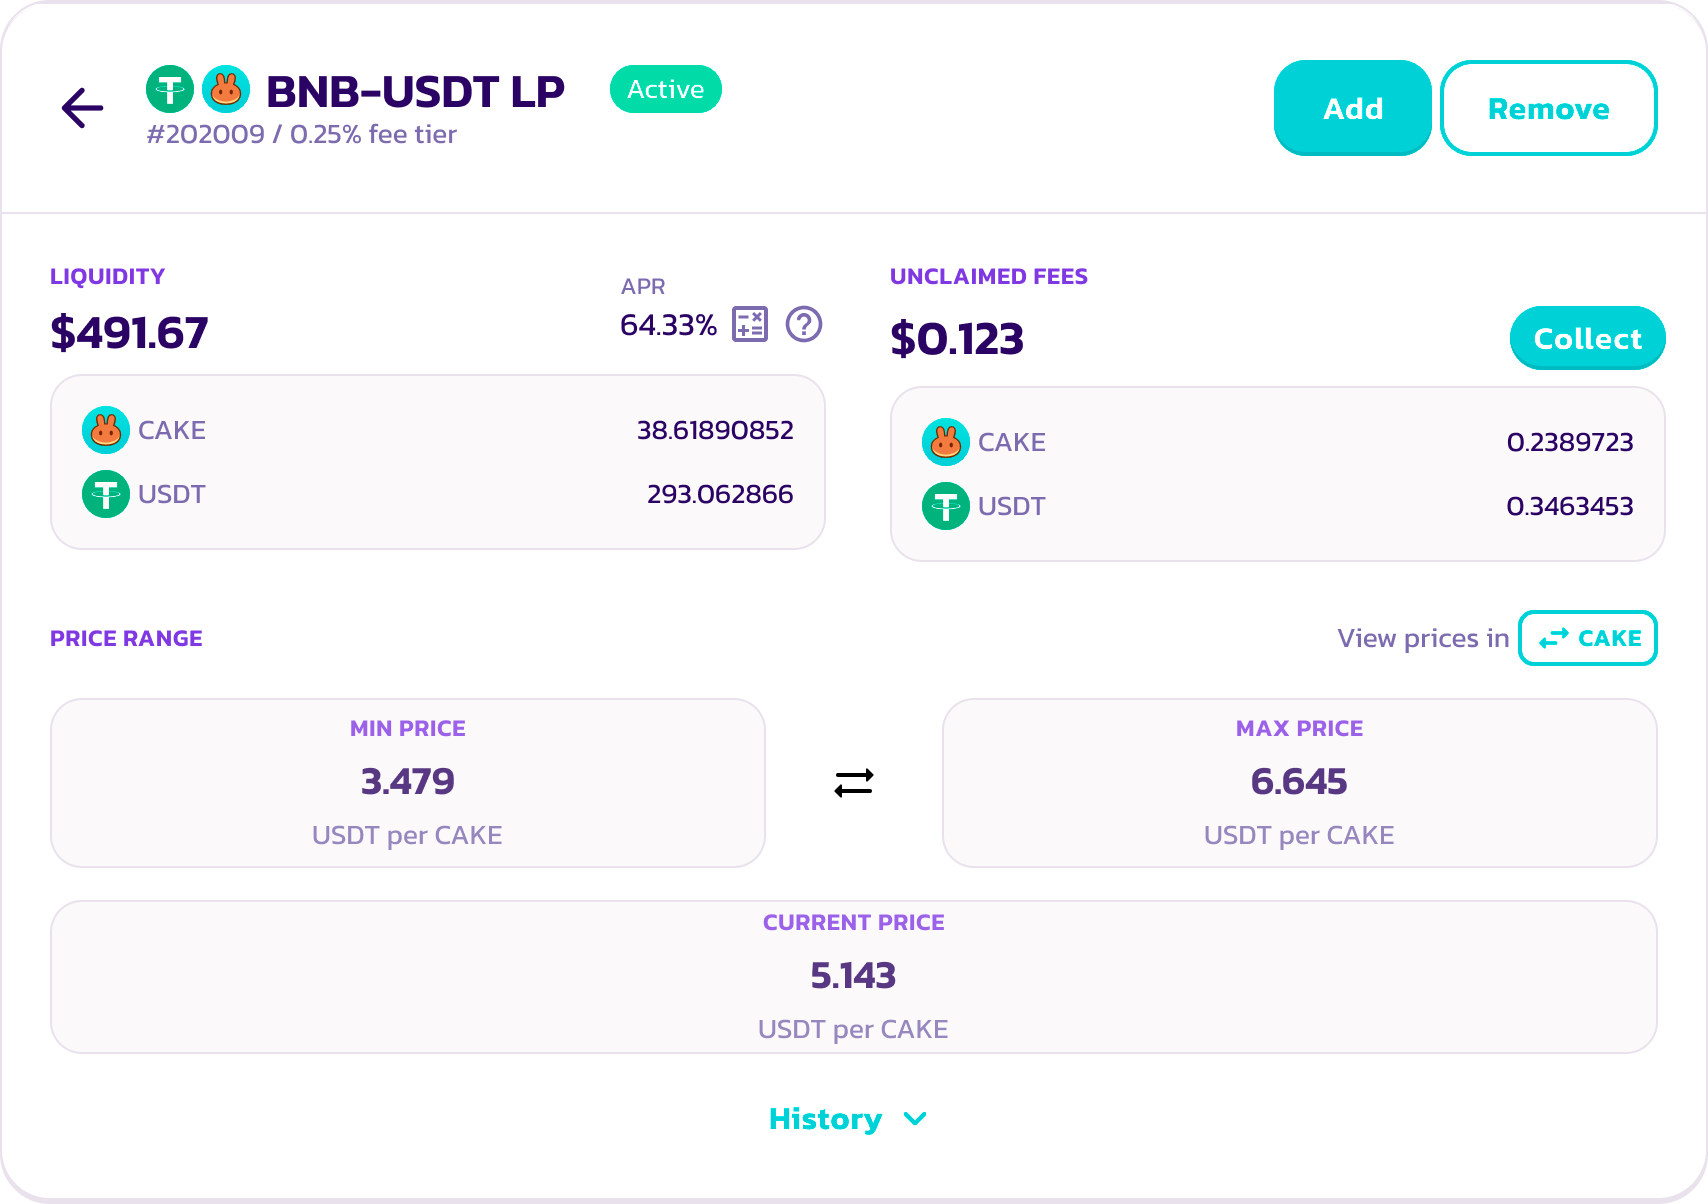 BNB-USDT LP
Active
#202009 / 0.25% fee tier
Add
Remove
LIQUIDITY
$491.67
APR
64.33%
CAKE 38.61890852
USDT 293.062866
UNCLAIMED FEES
$0.123
Collect
CAKE 0.2389723
USDT 0.3463453
PRICE RANGE
View prices in CAKE
MIN PRICE
3.479
USDT per CAKE
MAX PRICE
6.645
USDT per CAKE
CURRENT PRICE
5.143
USDT per CAKE
History